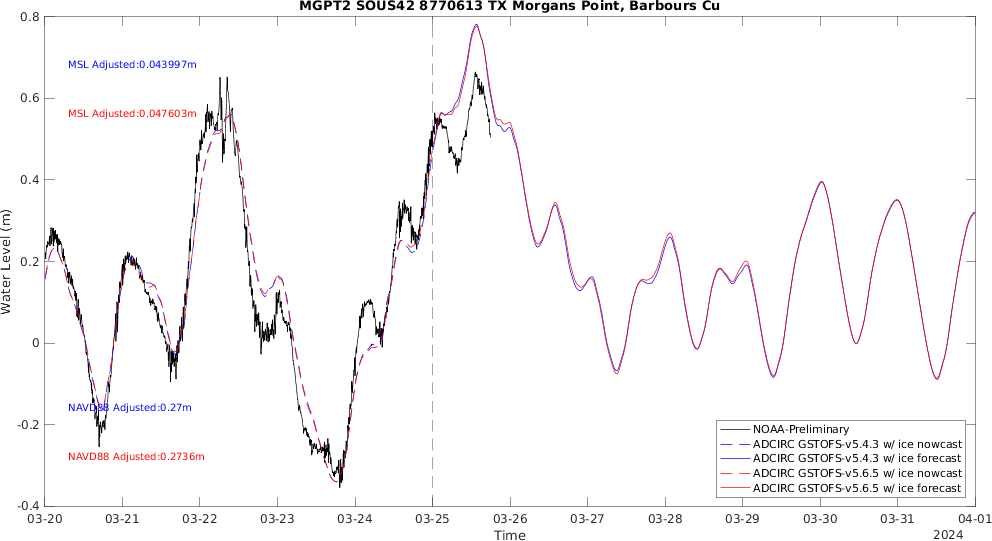 MGPT2 SOUS42 8770613 TX Morgans Point, Barbours Cu
0.8
0.6
0.4
0.2
0
-0.2
-0.4
Water Level (m)
MSL Adjusted:0.043997m
MSL Adjusted:0.047603m
NAVD88 Adjusted:0.27m
NAVD88 Adjusted:0.2736m
NOAA-Preliminary
ADCIRC GSTOFS-v5.4.3 w/ ice nowcast
ADCIRC GSTOFS-v5.4.3 w/ ice forecast
ADCIRC GSTOFS-v5.6.5 w/ ice nowcast
ADCIRC GSTOFS-v5.6.5 w/ ice forecast
03-20 03-21 03-22 03-23 03-24 03-25 03-26 03-27 03-28 03-29 03-30 03-31 04-01
Time
2024